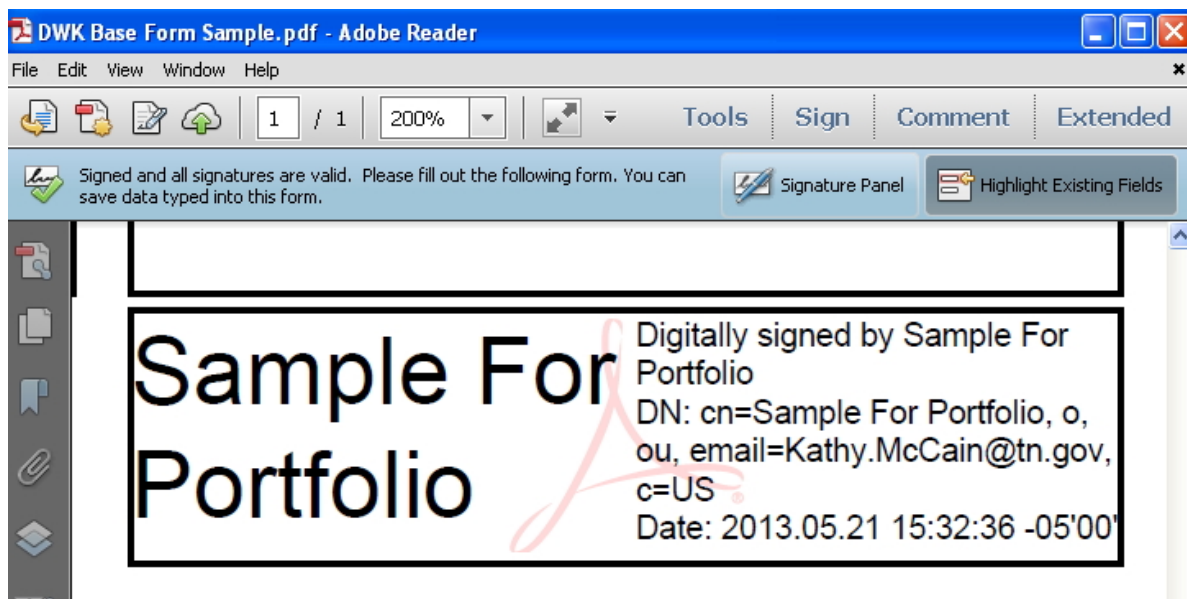 DWK Base Form Sample.pdf - Adobe Reader
File Edit View Window Help
1 / 1 200% Tools Sign Comment Extended
Signed and all signatures are valid. Please fill out the following form. You can
save data typed into this form.
Signature Panel Highlight Existing Fields
Sample For
Portfolio
Digitally signed by Sample For
Portfolio
DN: cn=Sample For Portfolio, o,
ou, email=Kathy.McCain@tn.gov,
c=US
Date: 2013.05.21 15:32:36 -05'00'